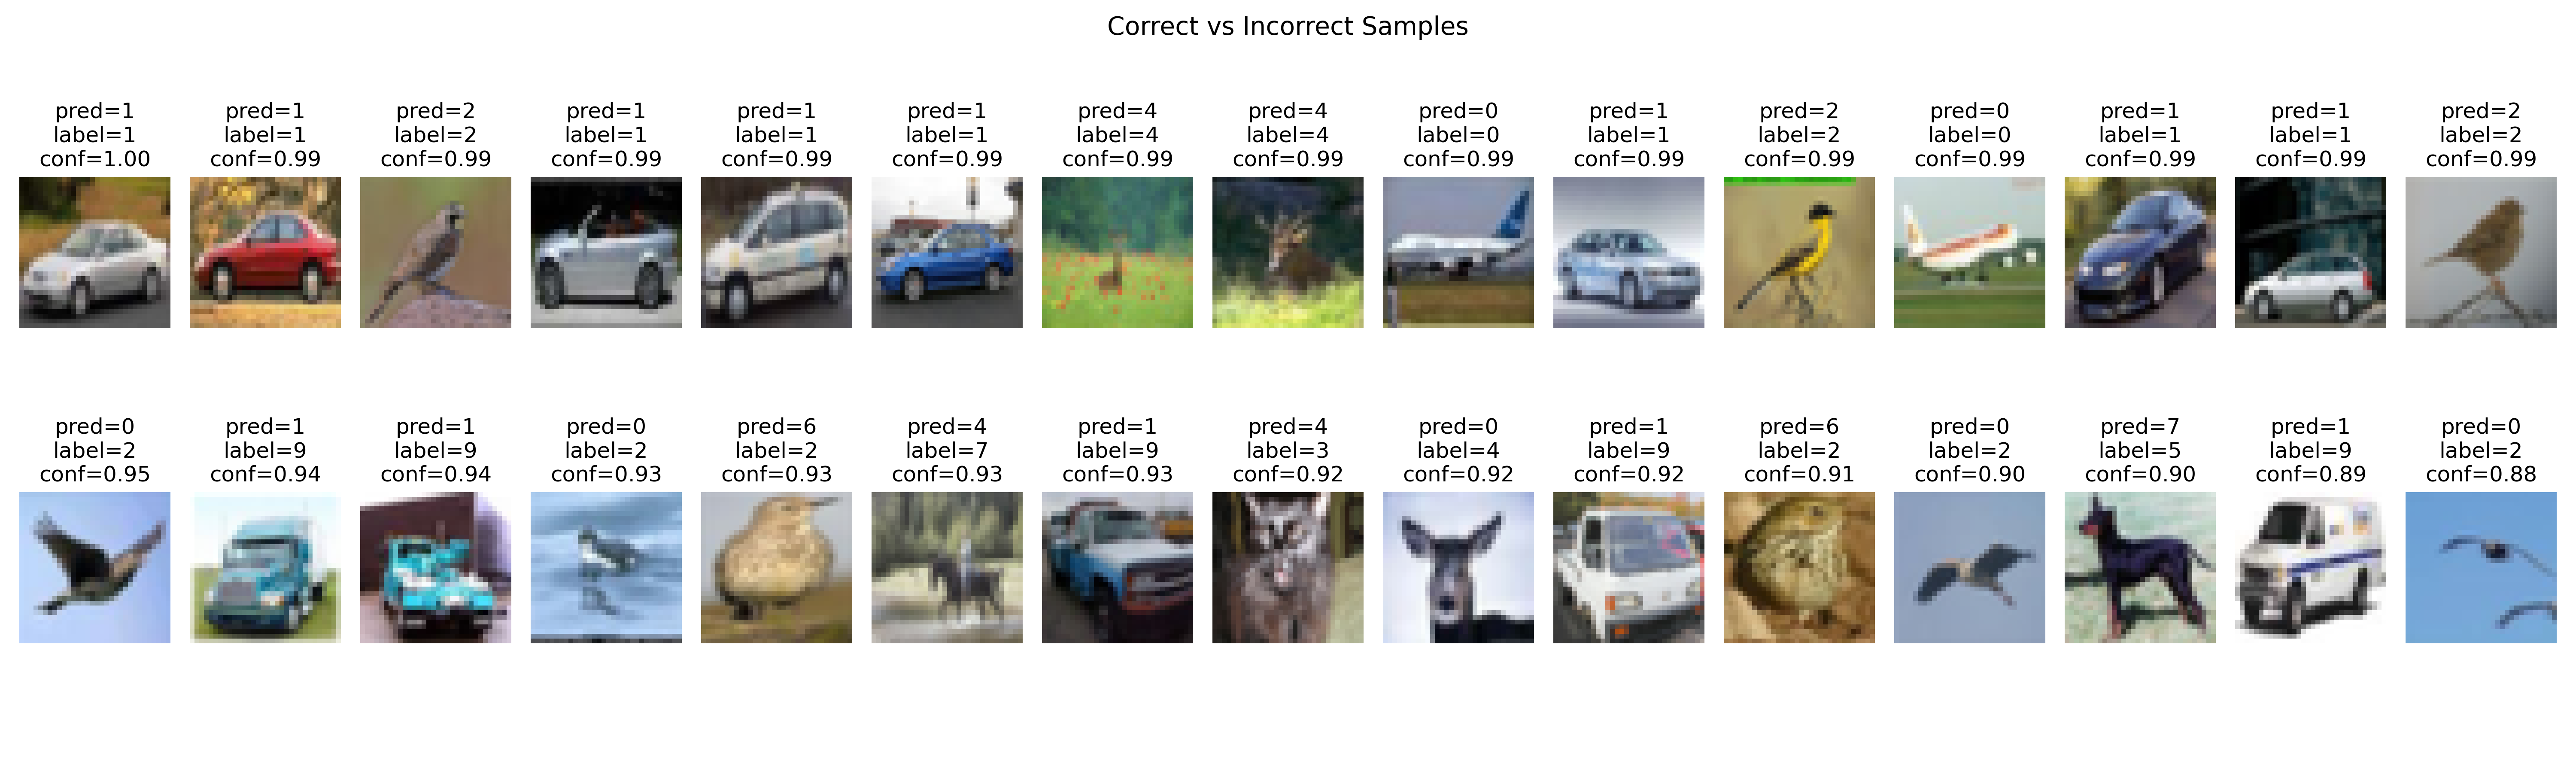 Correct vs Incorrect Samples
pred=1
label=1
conf=1.00
pred=1
label=1
conf=0.99
pred=2
label=2
conf=0.99
pred=1
label=1
conf=0.99
pred=1
label=1
conf=0.99
pred=1
label=1
conf=0.99
pred=4
label=4
conf=0.99
pred=4
label=4
conf=0.99
pred=0
label=0
conf=0.99
pred=1
label=1
conf=0.99
pred=2
label=2
conf=0.99
pred=0
label=0
conf=0.99
pred=1
label=1
conf=0.99
pred=1
label=1
conf=0.99
pred=2
label=2
conf=0.99
pred=0
label=2
conf=0.95
pred=1
label=9
conf=0.94
pred=1
label=9
conf=0.94
pred=0
label=2
conf=0.93
pred=6
label=2
conf=0.93
pred=4
label=7
conf=0.93
pred=1
label=9
conf=0.93
pred=4
label=3
conf=0.92
pred=0
label=4
conf=0.92
pred=1
label=9
conf=0.92
pred=6
label=2
conf=0.91
pred=0
label=2
conf=0.90
pred=7
label=5
conf=0.90
pred=1
label=9
conf=0.89
pred=0
label=2
conf=0.88